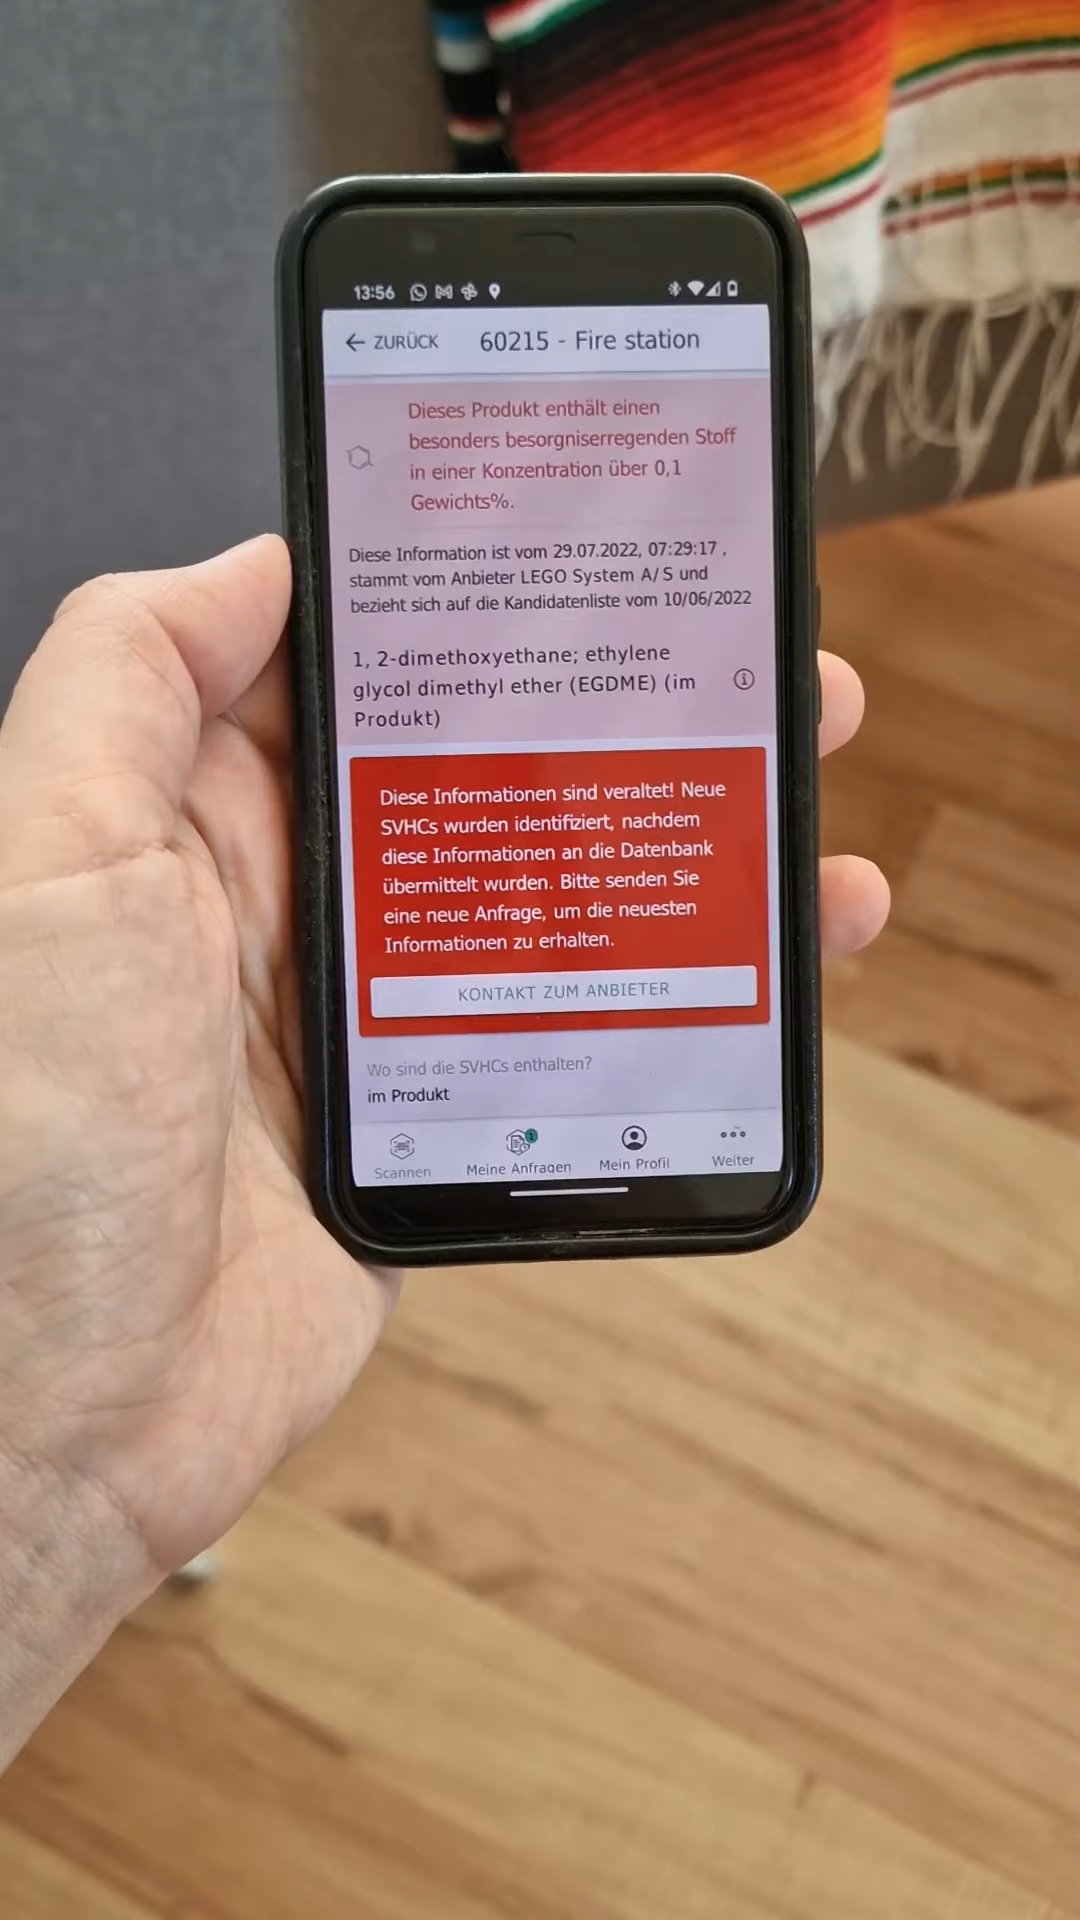 13:56
← ZURÜCK 60215 - Fire station
Dieses Produkt enthält einen
besonders besorgniserregenden Stoff
in einer Konzentration über 0,1
Gewichts%.
Diese Information ist vom 29.07.2022, 07:29:17 ,
stammt vom Anbieter LEGO System A/S und
bezieht sich auf die Kandidatenliste vom 10/06/2022
1, 2-dimethoxyethane; ethylene
glycol dimethyl ether (EGDME) (im
Produkt)
Diese Informationen sind veraltet! Neue
SVHCs wurden identifiziert, nachdem
diese Informationen an die Datenbank
übermittelt wurden. Bitte senden Sie
eine neue Anfrage, um die neuesten
Informationen zu erhalten.
KONTAKT ZUM ANBIETER
Wo sind die SVHCs enthalten?
im Produkt
1
Scannen Meine Anfragen Mein Profil Weiter